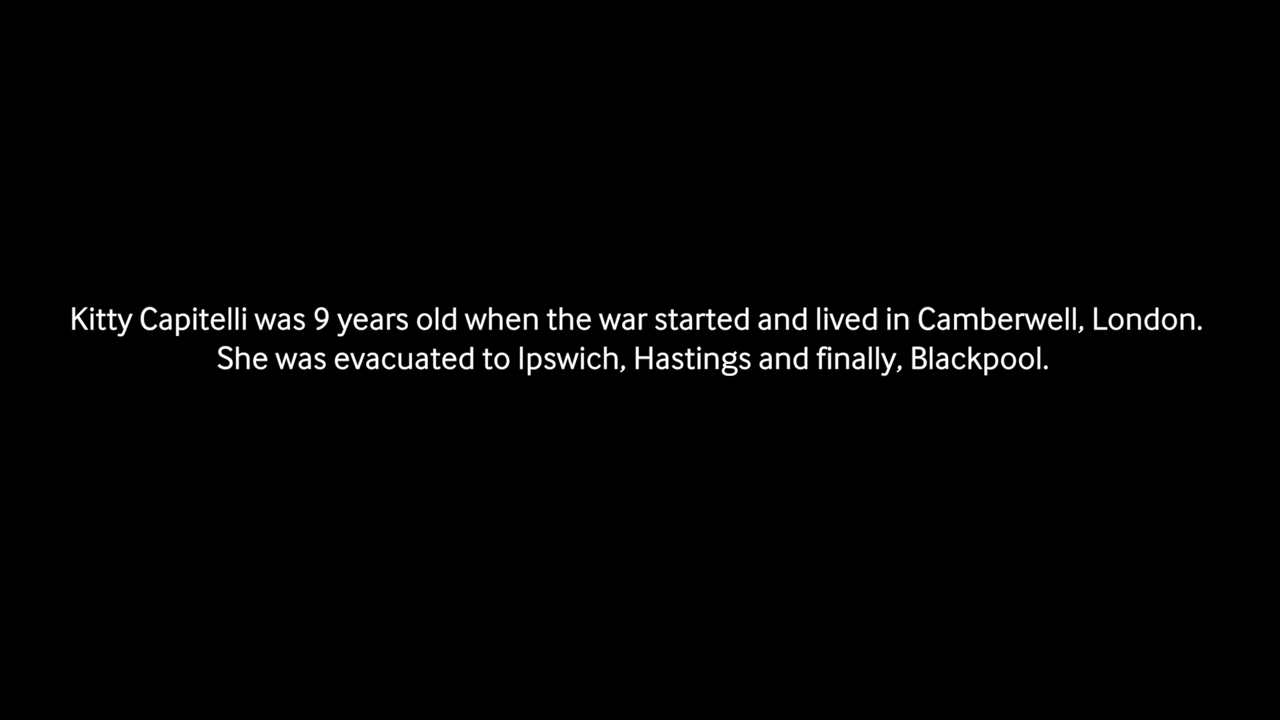 Kitty Capitelli was 9 years old when the war started and lived in Camberwell, London.
She was evacuated to Ipswich, Hastings and finally, Blackpool.